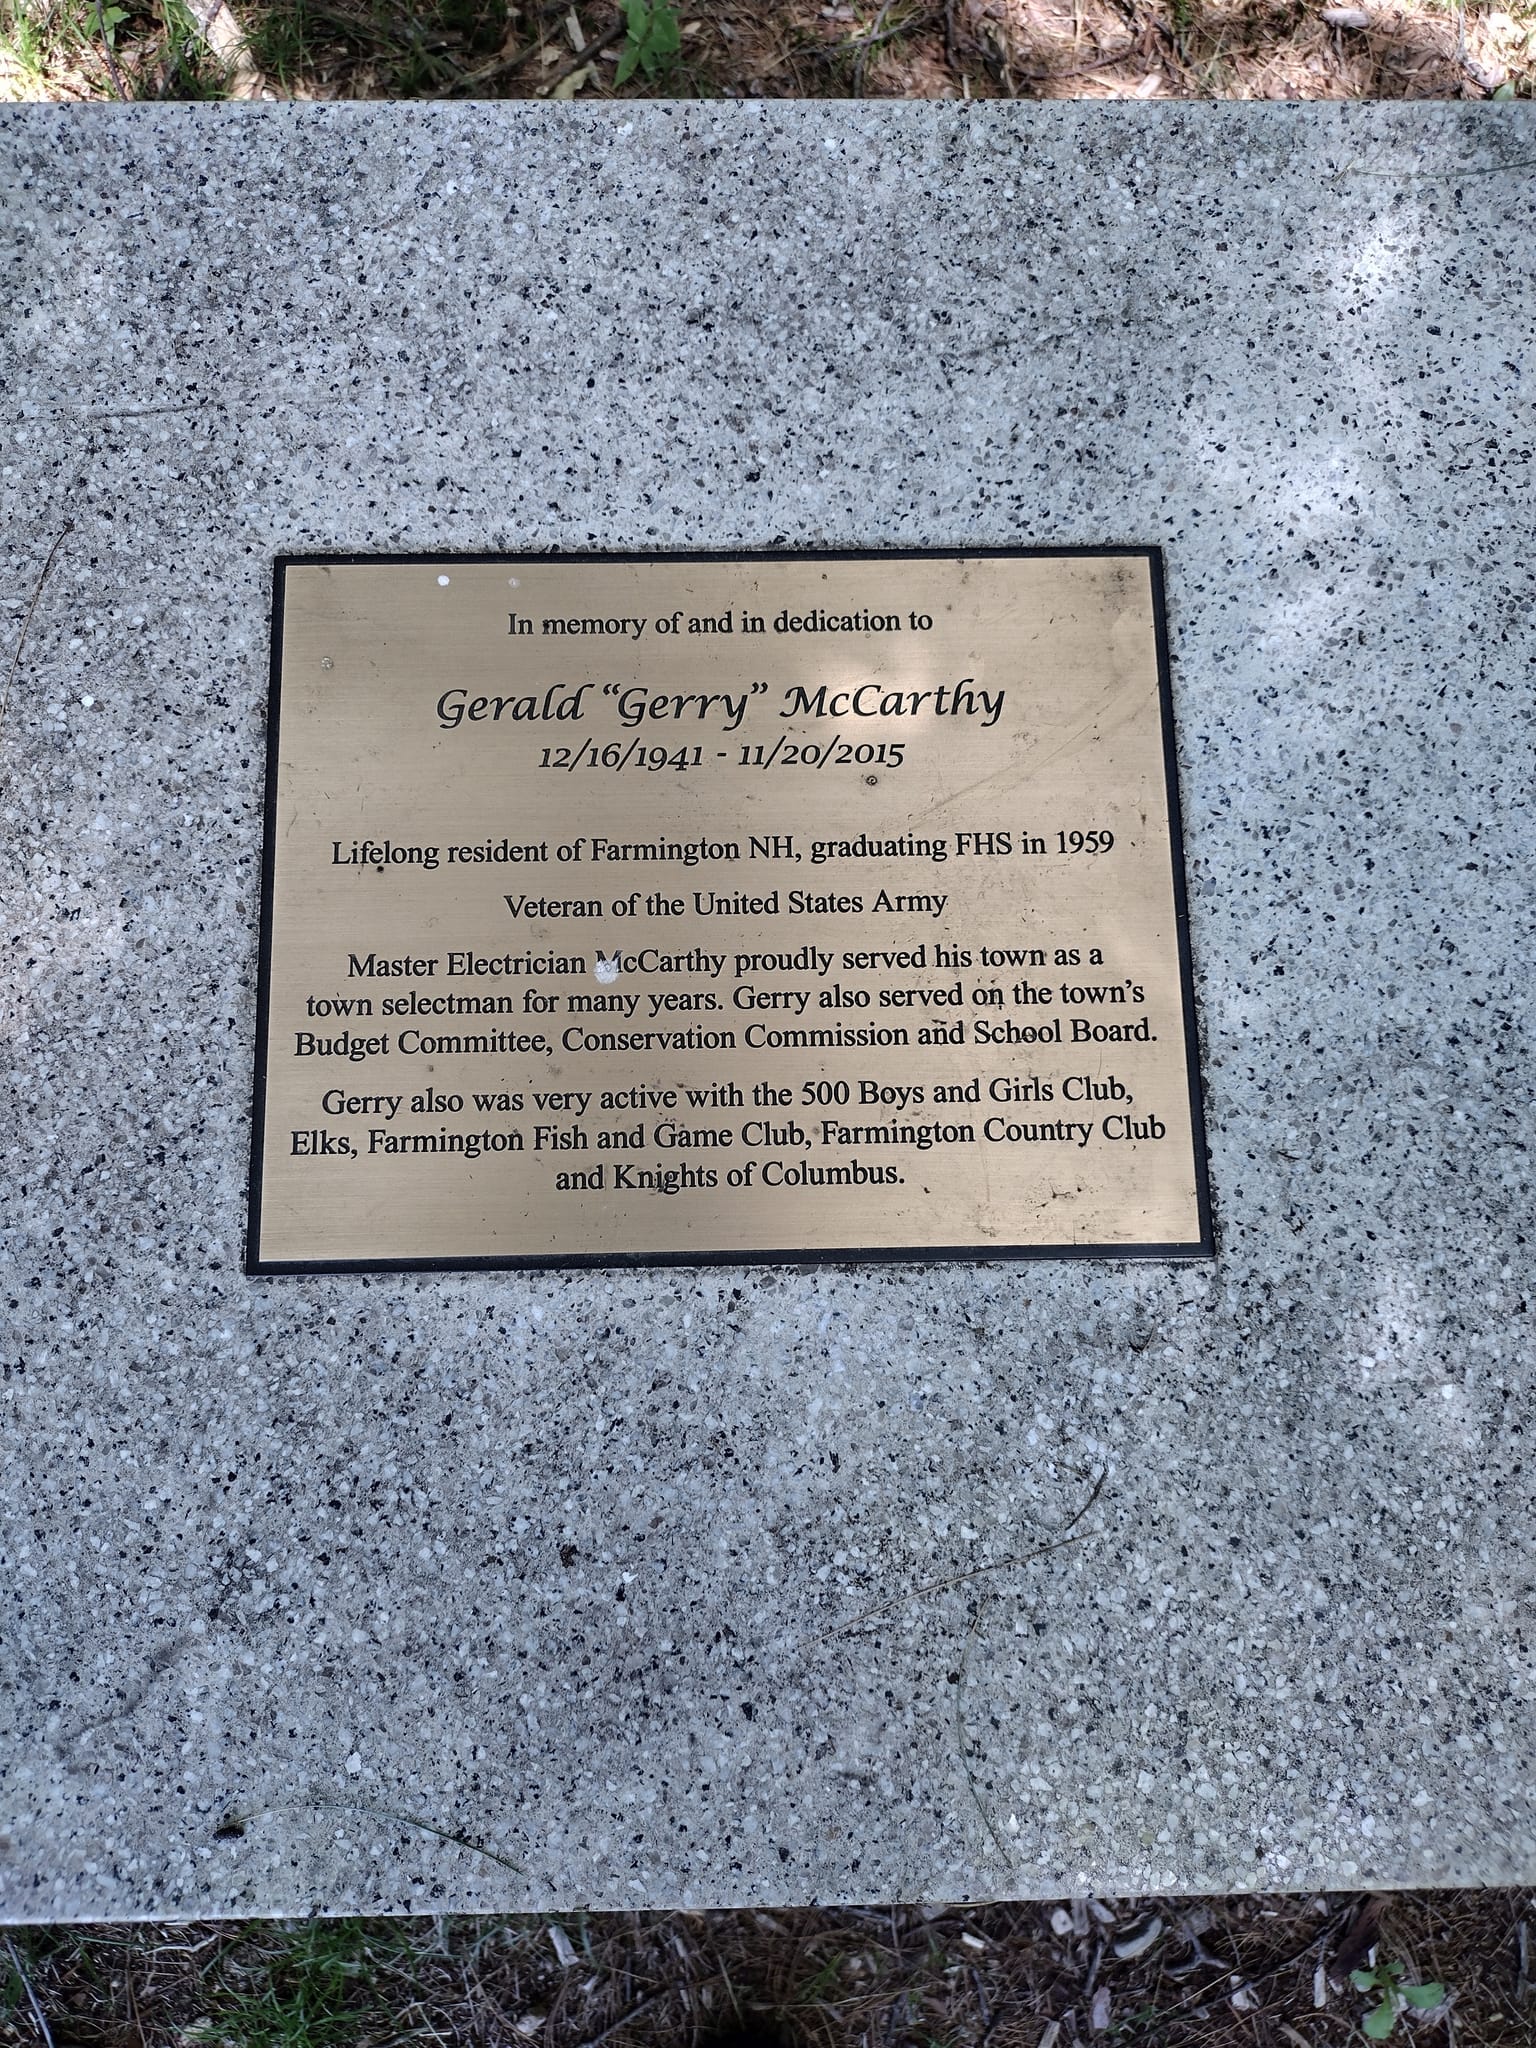 In memory of and in dedication to
Gerald “Gerry” McCarthy
12/16/1941 - 11/20/2015
Lifelong resident of Farmington NH, graduating FHS in 1959
Veteran of the United States Army
Master Electrician McCarthy proudly served his town as a
town selectman for many years. Gerry also served on the town’s
Budget Committee, Conservation Commission and School Board.
Gerry also was very active with the 500 Boys and Girls Club,
Elks, Farmington Fish and Game Club, Farmington Country Club
and Knights of Columbus.